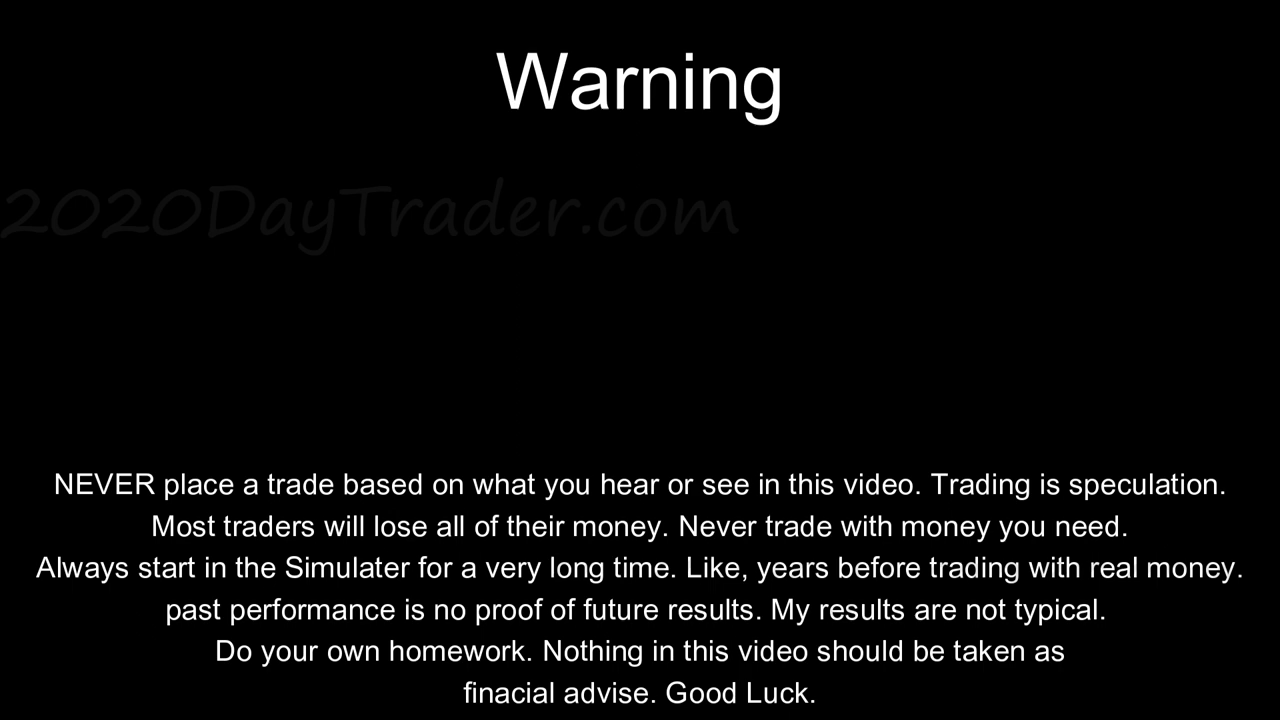 Warning
2020DayTrader.com
NEVER place a trade based on what you hear or see in this video. Trading is speculation.
Most traders will lose all of their money. Never trade with money you need.
Always start in the Simulater for a very long time. Like, years before trading with real money.
past performance is no proof of future results. My results are not typical.
Do your own homework. Nothing in this video should be taken as
finacial advise. Good Luck.